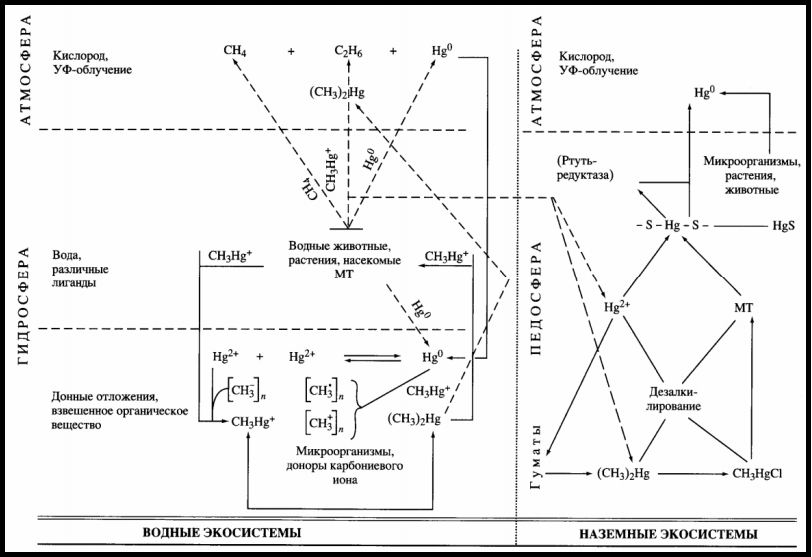 АТМОСФЕРА
Кислород,
УФ-облучение
CH₄ + C₂H₆ + Hg⁰
(CH₃)₂Hg
CH₄
CH₃Hg⁺
Hg⁰
ГИДРОСФЕРА
Вода,
различные
лиганды
CH₃Hg⁺
Водные животные,
растения, насекомые
МТ
CH₃Hg⁺
Hg⁰
Hg²⁺ + Hg²⁺ Hg⁰
Донные отложения,
взвешенное органическое
вещество
[CH₃]ₙ
CH₃Hg⁺
[CH₃•]ₙ
[CH₃⁺]ₙ
CH₃Hg⁺
(CH₃)₂Hg
Микроорганизмы,
доноры карбониевого
иона
ВОДНЫЕ ЭКОСИСТЕМЫ
АТМОСФЕРА
Кислород,
УФ-облучение
Hg⁰
ПЕДОСФЕРА
(Ртуть-
редуктаза)
Микроорганизмы,
растения,
животные
– S – Hg – S – HgS
Hg²⁺
МТ
Дезалки-
лирование
Гуматы
(CH₃)₂Hg
CH₃HgCl
НАЗЕМНЫЕ ЭКОСИСТЕМЫ